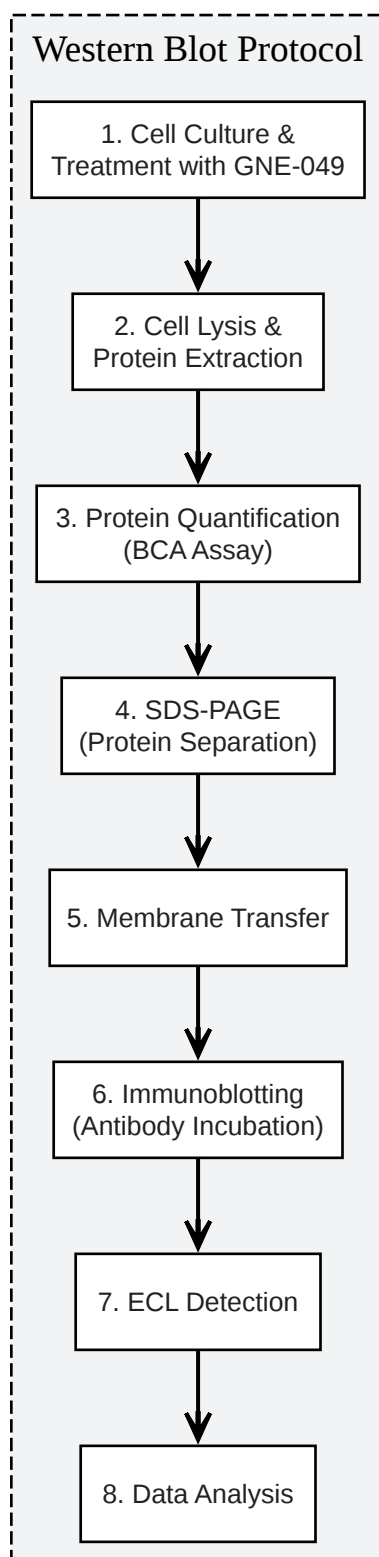 Western Blot Protocol
1. Cell Culture &
Treatment with GNE-049
2. Cell Lysis &
Protein Extraction
3. Protein Quantification
(BCA Assay)
4. SDS-PAGE
(Protein Separation)
5. Membrane Transfer
6. Immunoblotting
(Antibody Incubation)
7. ECL Detection
8. Data Analysis